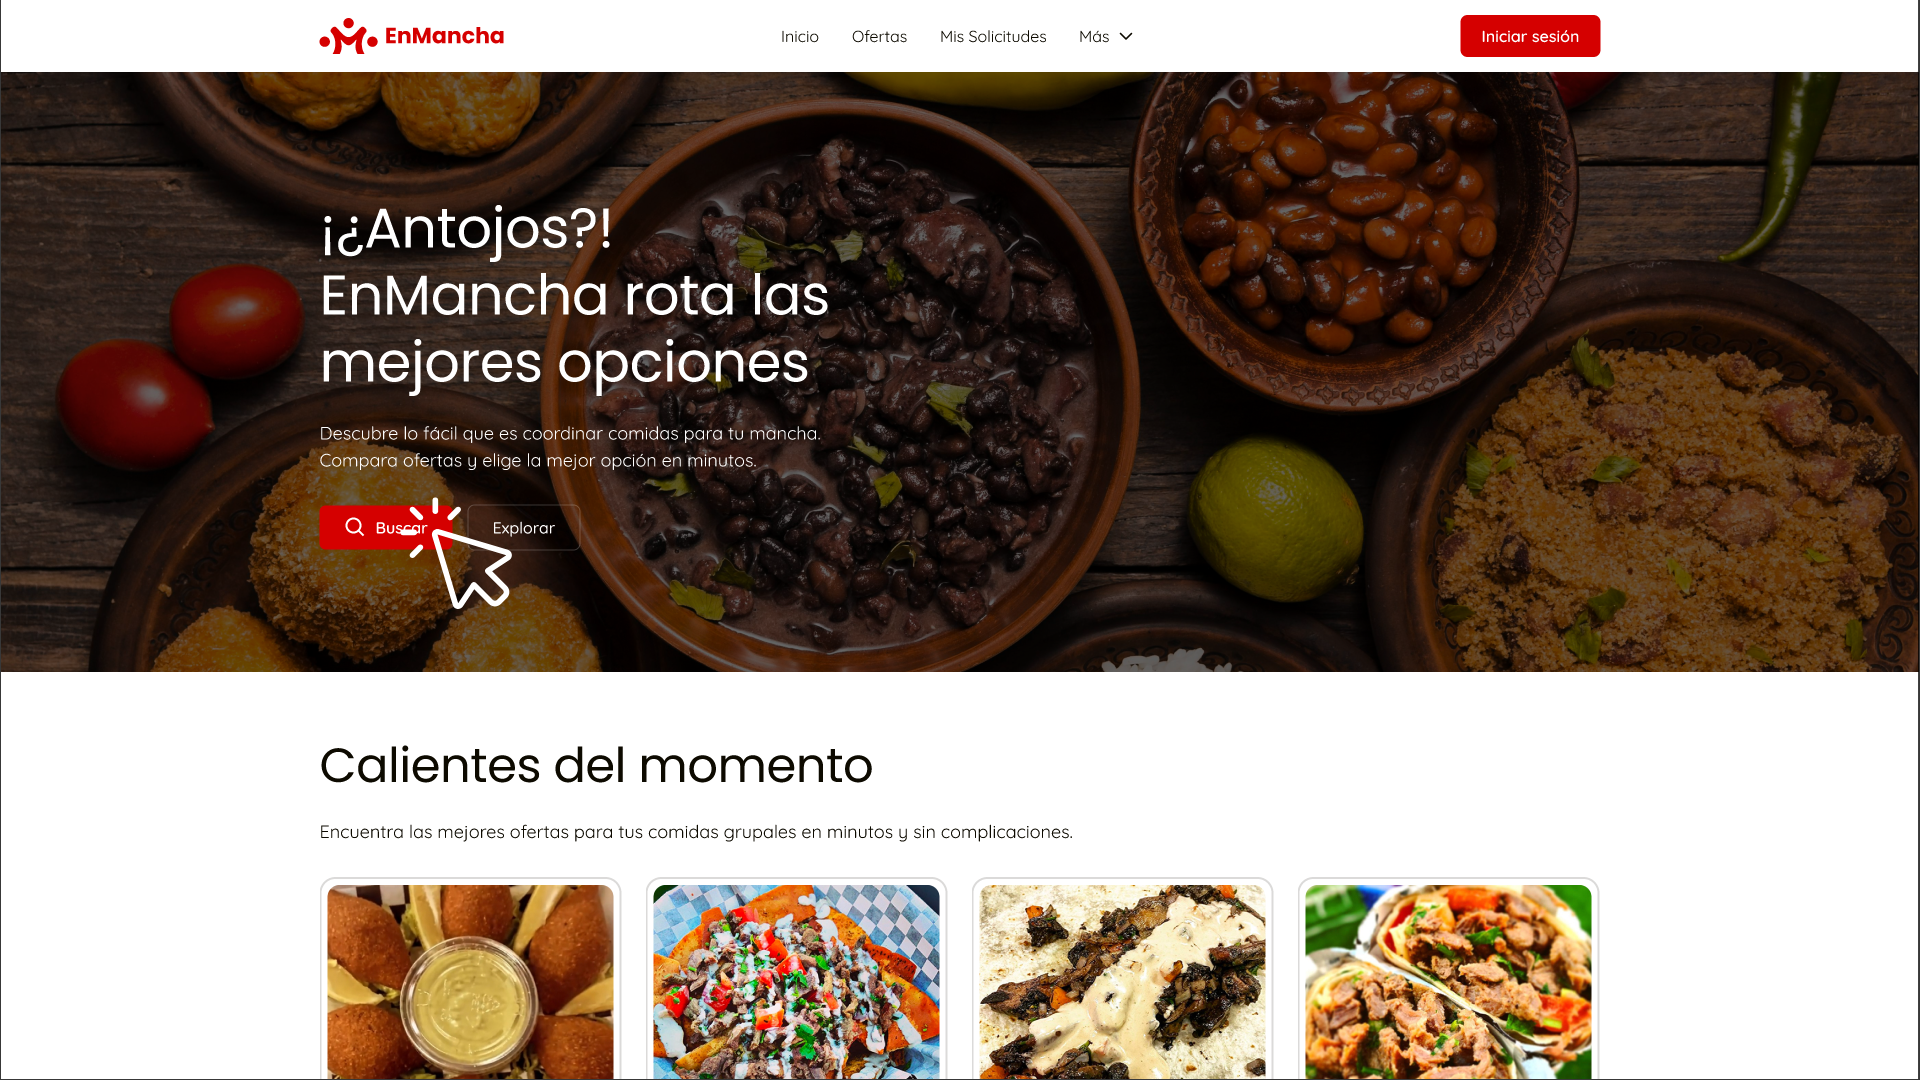 EnMancha
Inicio
Ofertas
Mis Solicitudes
Más
Iniciar sesión
¡¿Antojos?!
EnMancha rota las
mejores opciones
Descubre lo fácil que es coordinar comidas para tu mancha.
Compara ofertas y elige la mejor opción en minutos.
Buscar
Explorar
Calientes del momento
Encuentra las mejores ofertas para tus comidas grupales en minutos y sin complicaciones.